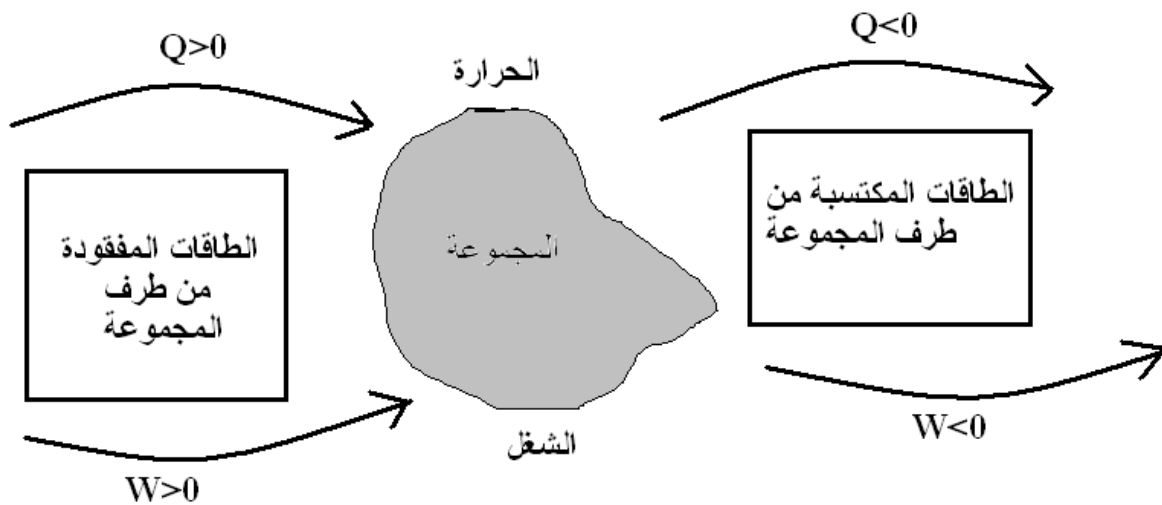 Q>0
Q<0
الحرارة
الطاقات المكتسبة من
طرف المجموعة
المجموعة
الطاقات المفقودة
من طرف
المجموعة
الشغل
W>0
W<0